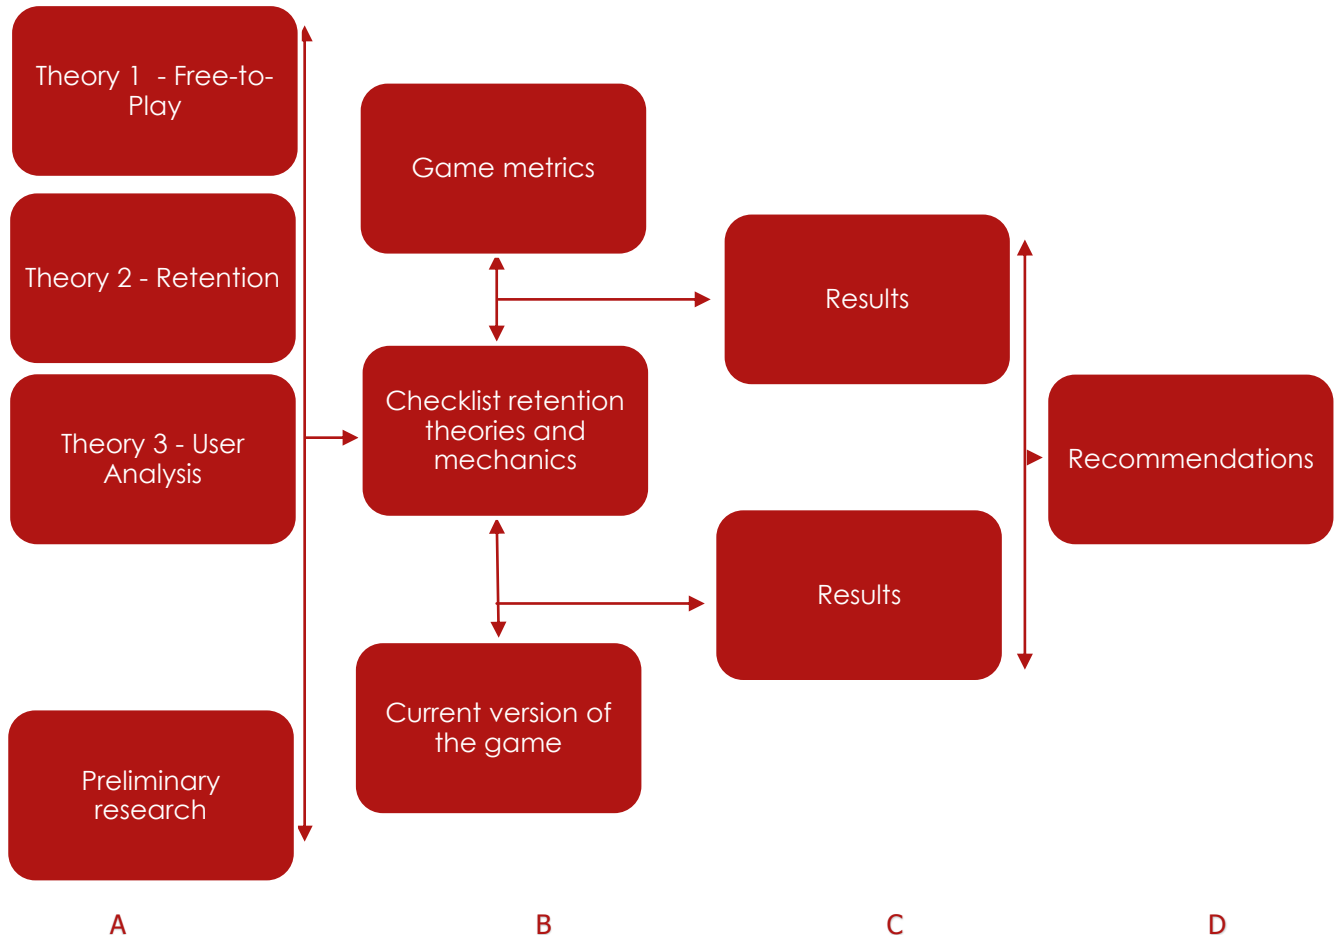 Theory 1  - Free-to-
Play
Theory 2 - Retention
Theory 3 - User
Analysis
Preliminary
research
Game metrics
Checklist retention
theories and
mechanics
Current version of
the game
Results
Results
Recommendations
A
B
C
D